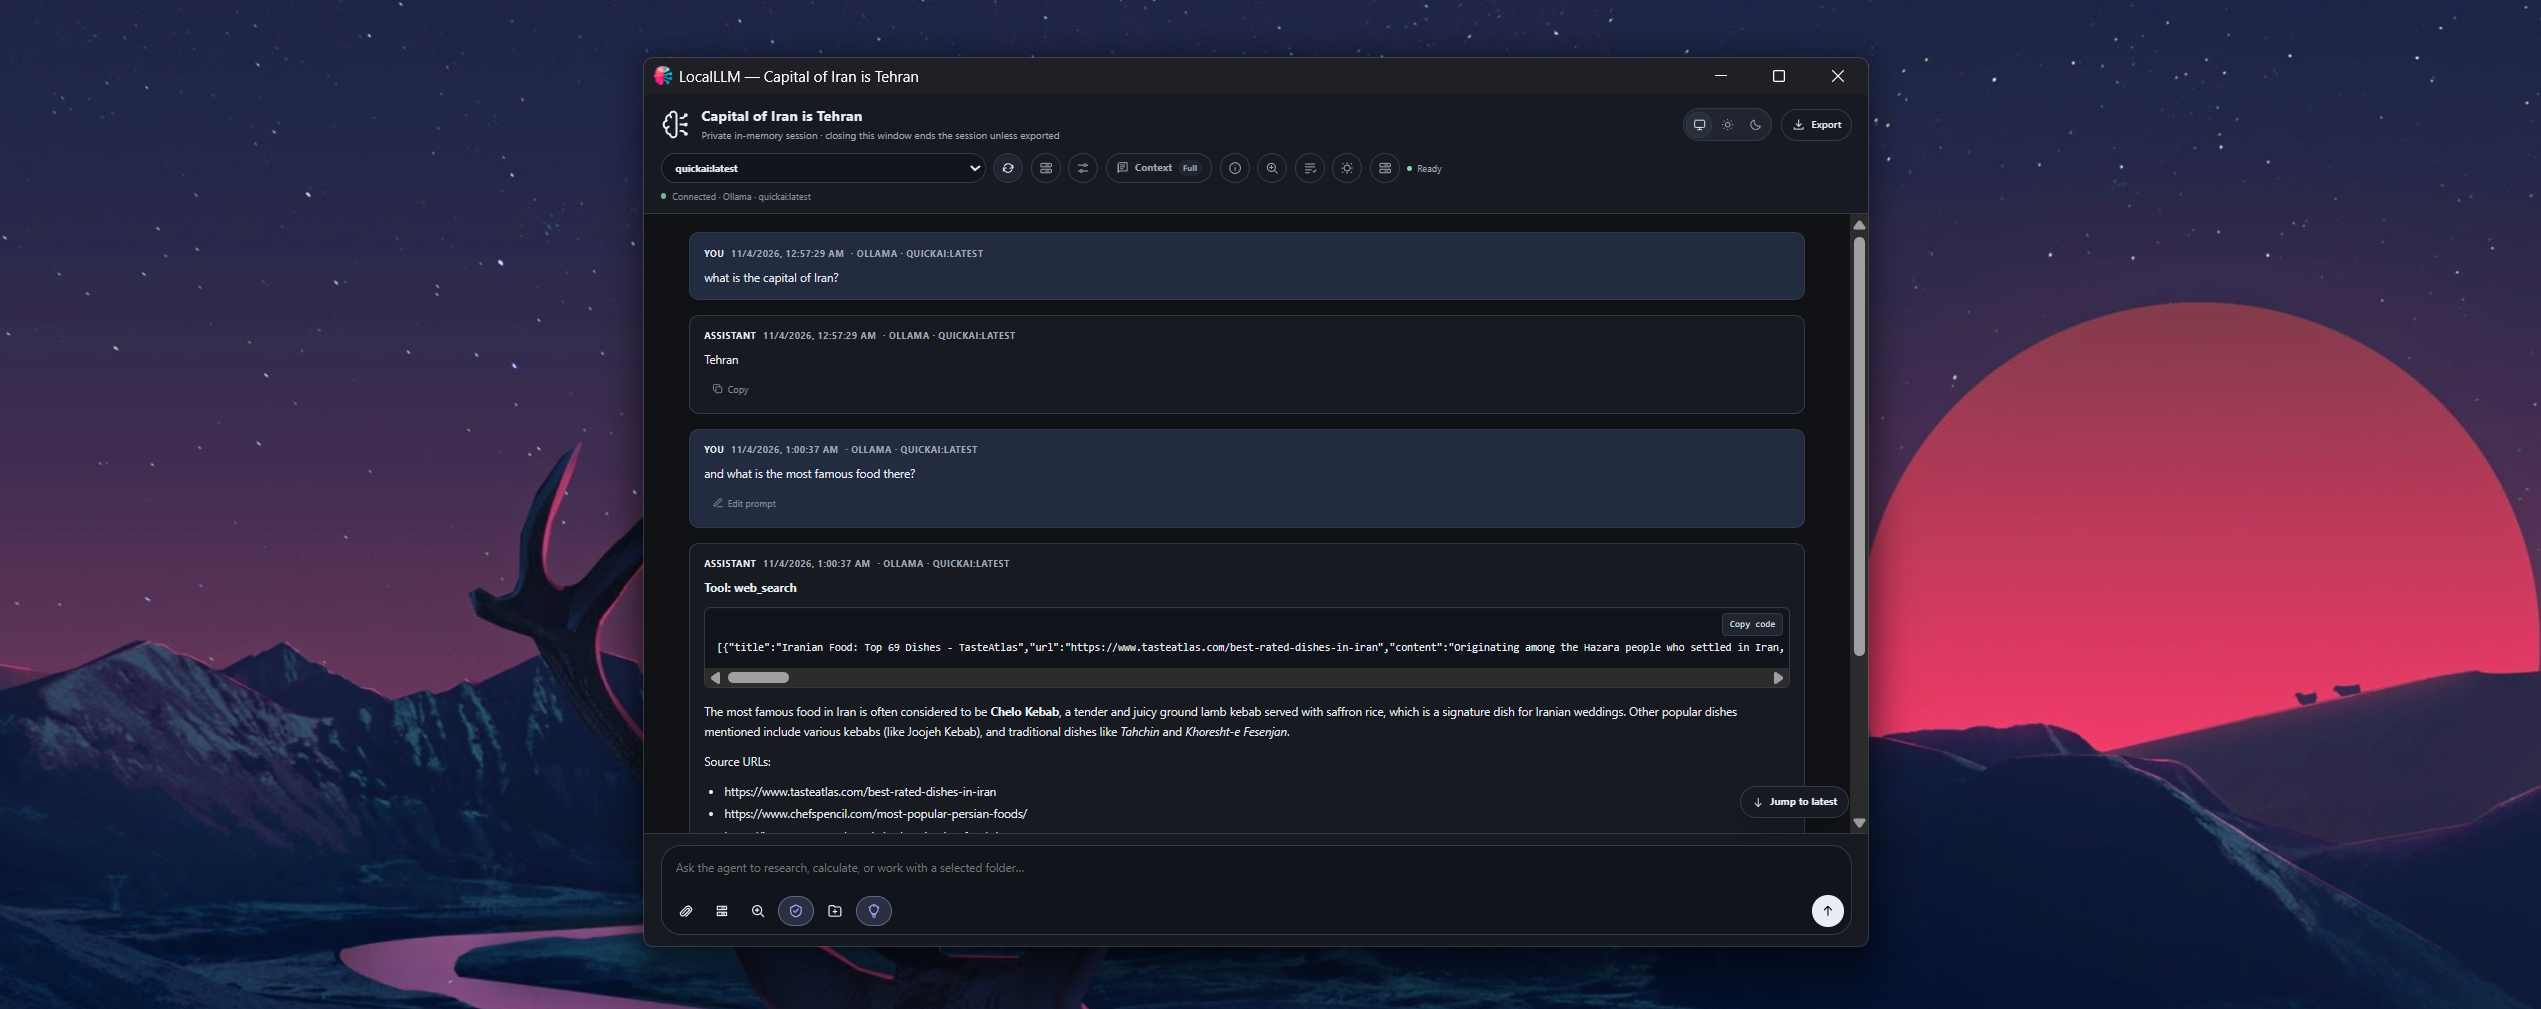 LocalLLM — Capital of Iran is Tehran
Capital of Iran is Tehran
Private in-memory session · closing this window ends the session unless exported
Export
quickai:latest
Context Full
Ready
Connected · Ollama · quickai:latest
YOU 11/4/2026, 12:57:29 AM · OLLAMA · QUICKAI:LATEST
what is the capital of Iran?
ASSISTANT 11/4/2026, 12:57:29 AM · OLLAMA · QUICKAI:LATEST
Tehran
Copy
YOU 11/4/2026, 1:00:37 AM · OLLAMA · QUICKAI:LATEST
and what is the most famous food there?
Edit prompt
ASSISTANT 11/4/2026, 1:00:37 AM · OLLAMA · QUICKAI:LATEST
Tool: web_search
Copy code
[{"title":"Iranian Food: Top 69 Dishes - TasteAtlas","url":"https://www.tasteatlas.com/best-rated-dishes-in-iran","content":"Originating among the Hazara people who settled in Iran,
The most famous food in Iran is often considered to be Chelo Kebab, a tender and juicy ground lamb kebab served with saffron rice, which is a signature dish for Iranian weddings. Other popular dishes
mentioned include various kebabs (like Joojeh Kebab), and traditional dishes like Tahchin and Khoresht-e Fesenjan.
Source URLs:
• https://www.tasteatlas.com/best-rated-dishes-in-iran
• https://www.chefspencil.com/most-popular-persian-foods/
Jump to latest
Ask the agent to research, calculate, or work with a selected folder...